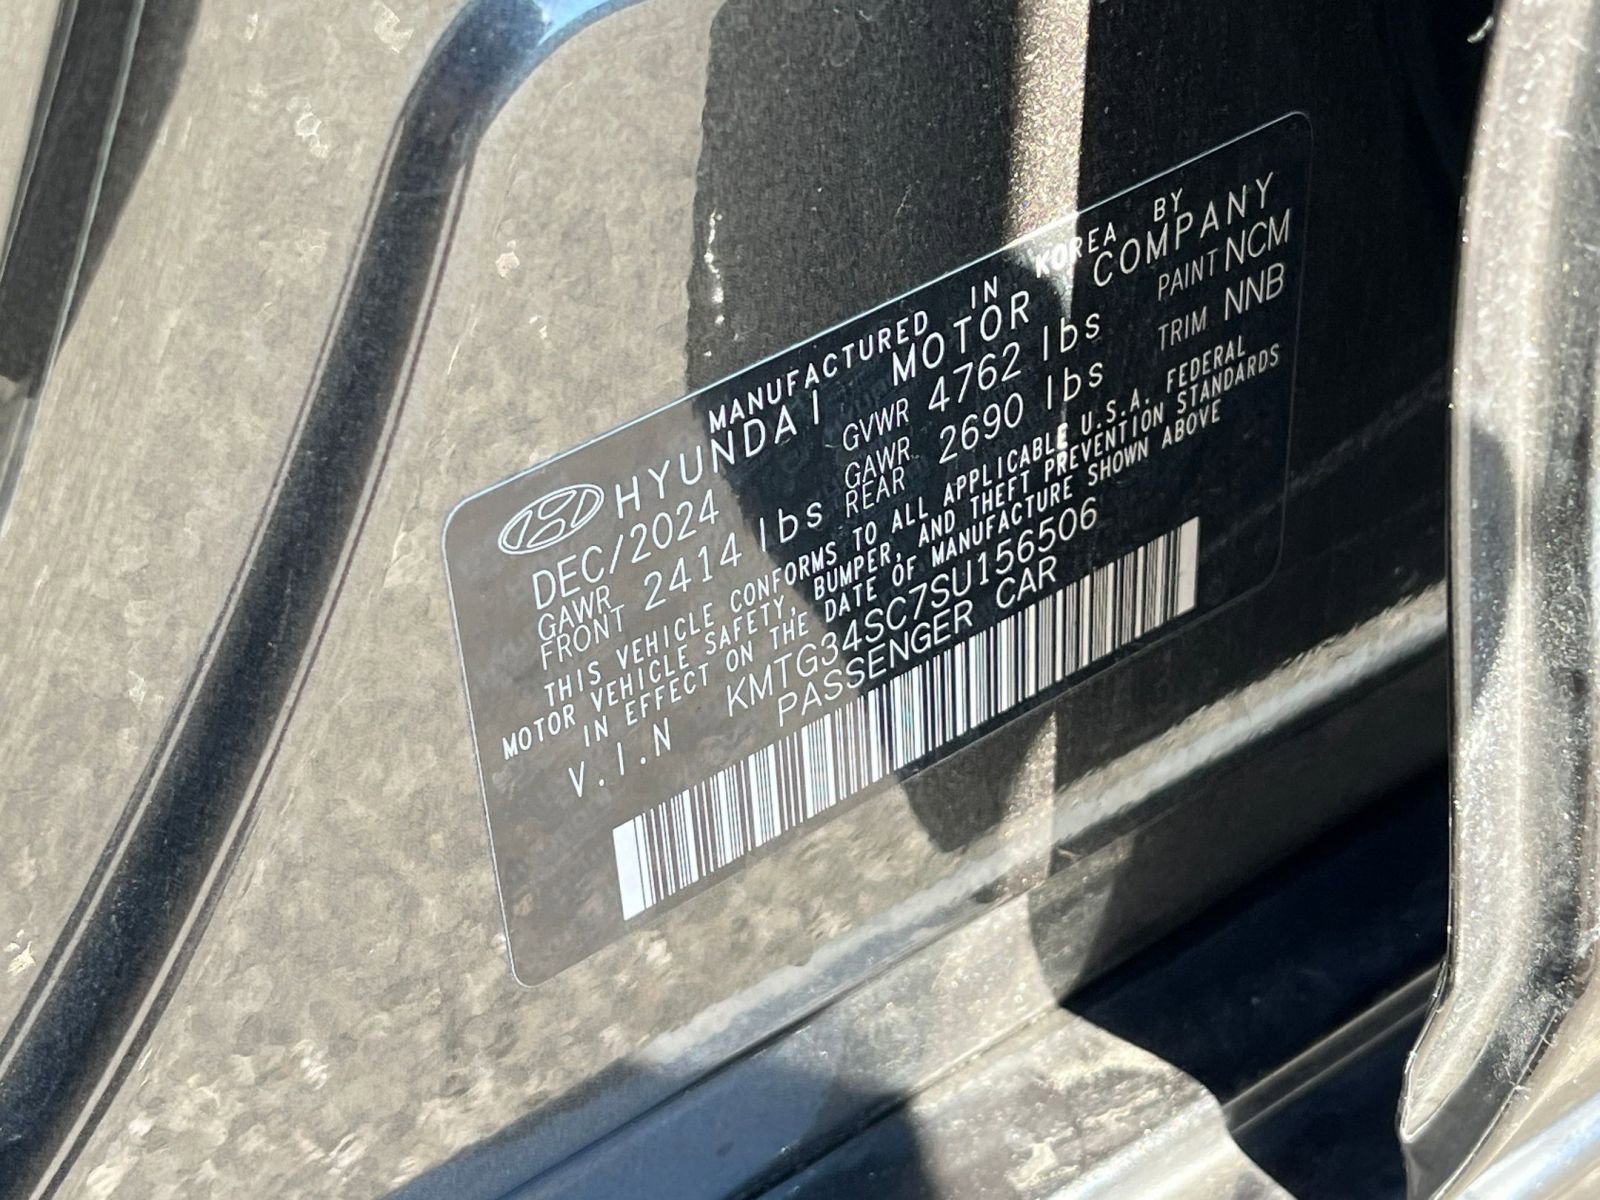 MANUFACTURED IN KOREA BY
HYUNDAI MOTOR COMPANY
DEC/2024 GVWR 4762 lbs PAINT NCM
GAWR FRONT 2414 lbs GAWR REAR 2690 lbs TRIM NNB
THIS VEHICLE CONFORMS TO ALL APPLICABLE U.S.A. FEDERAL
MOTOR VEHICLE SAFETY, BUMPER, AND THEFT PREVENTION STANDARDS
IN EFFECT ON THE DATE OF MANUFACTURE SHOWN ABOVE
V.I.N KMTG34SC7SU156506
PASSENGER CAR